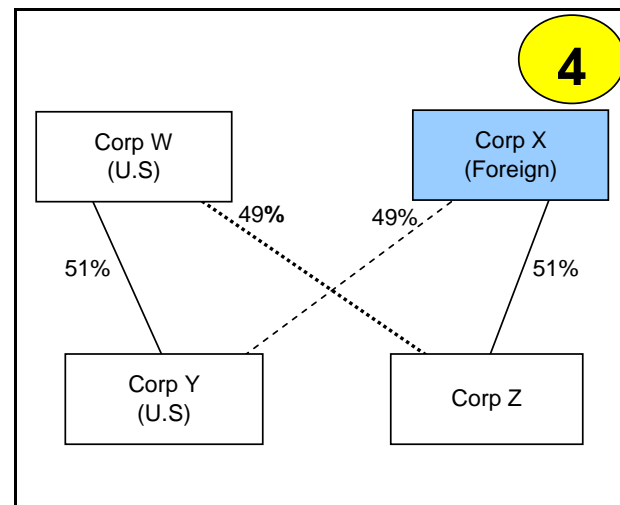 4
Corp W
(U.S)
Corp X
(Foreign)
49%
49%
51%
51%
Corp Y
(U.S)
Corp Z